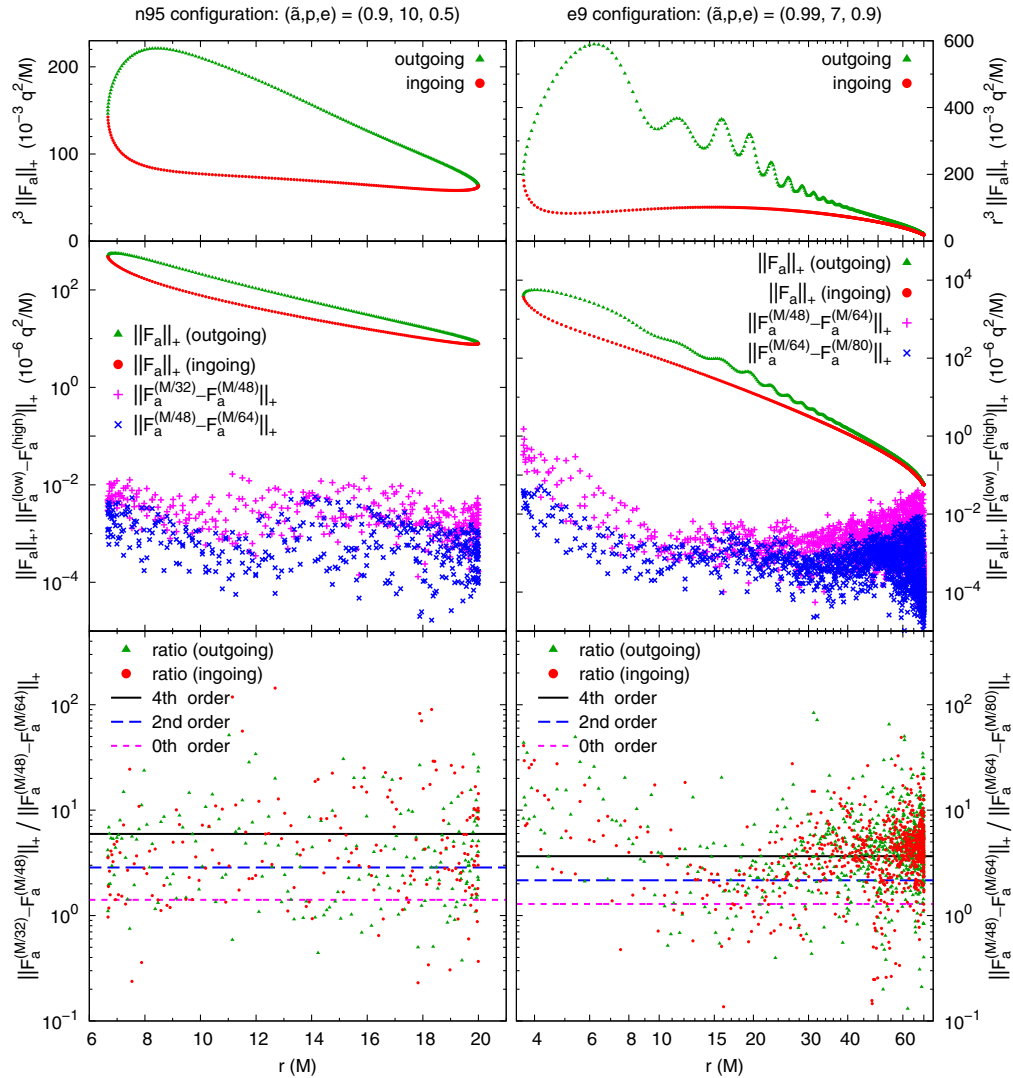 n95 configuration: (ã,p,e) = (0.9, 10, 0.5)
e9 configuration: (ã,p,e) = (0.99, 7, 0.9)
r³ ||Fₐ||₊ (10⁻³ q²/M)
200
100
0
outgoing
ingoing
outgoing
ingoing
600
400
200
0
r³ ||Fₐ||₊ (10⁻³ q²/M)
||Fₐ||₊, ||Fₐ^(low)−Fₐ^(high)||₊ (10⁻⁶ q²/M)
10²
10⁰
10⁻²
10⁻⁴
||Fₐ||₊ (outgoing)
||Fₐ||₊ (ingoing)
||Fₐ^(M/32)−Fₐ^(M/48)||₊
||Fₐ^(M/48)−Fₐ^(M/64)||₊
||Fₐ||₊ (outgoing)
||Fₐ||₊ (ingoing)
||Fₐ^(M/48)−Fₐ^(M/64)||₊
||Fₐ^(M/64)−Fₐ^(M/80)||₊
10⁴
10²
10⁰
10⁻²
10⁻⁴
||Fₐ||₊, ||Fₐ^(low)−Fₐ^(high)||₊ (10⁻⁶ q²/M)
||Fₐ^(M/32)−Fₐ^(M/48)||₊ / ||Fₐ^(M/48)−Fₐ^(M/64)||₊
10²
10¹
10⁰
10⁻¹
ratio (outgoing)
ratio (ingoing)
4th order
2nd order
0th order
ratio (outgoing)
ratio (ingoing)
4th order
2nd order
0th order
10²
10¹
10⁰
10⁻¹
||Fₐ^(M/48)−Fₐ^(M/64)||₊ / ||Fₐ^(M/64)−Fₐ^(M/80)||₊
6 8 10 12 14 16 18 20
r (M)
4 6 8 10 15 20 30 40 60
r (M)